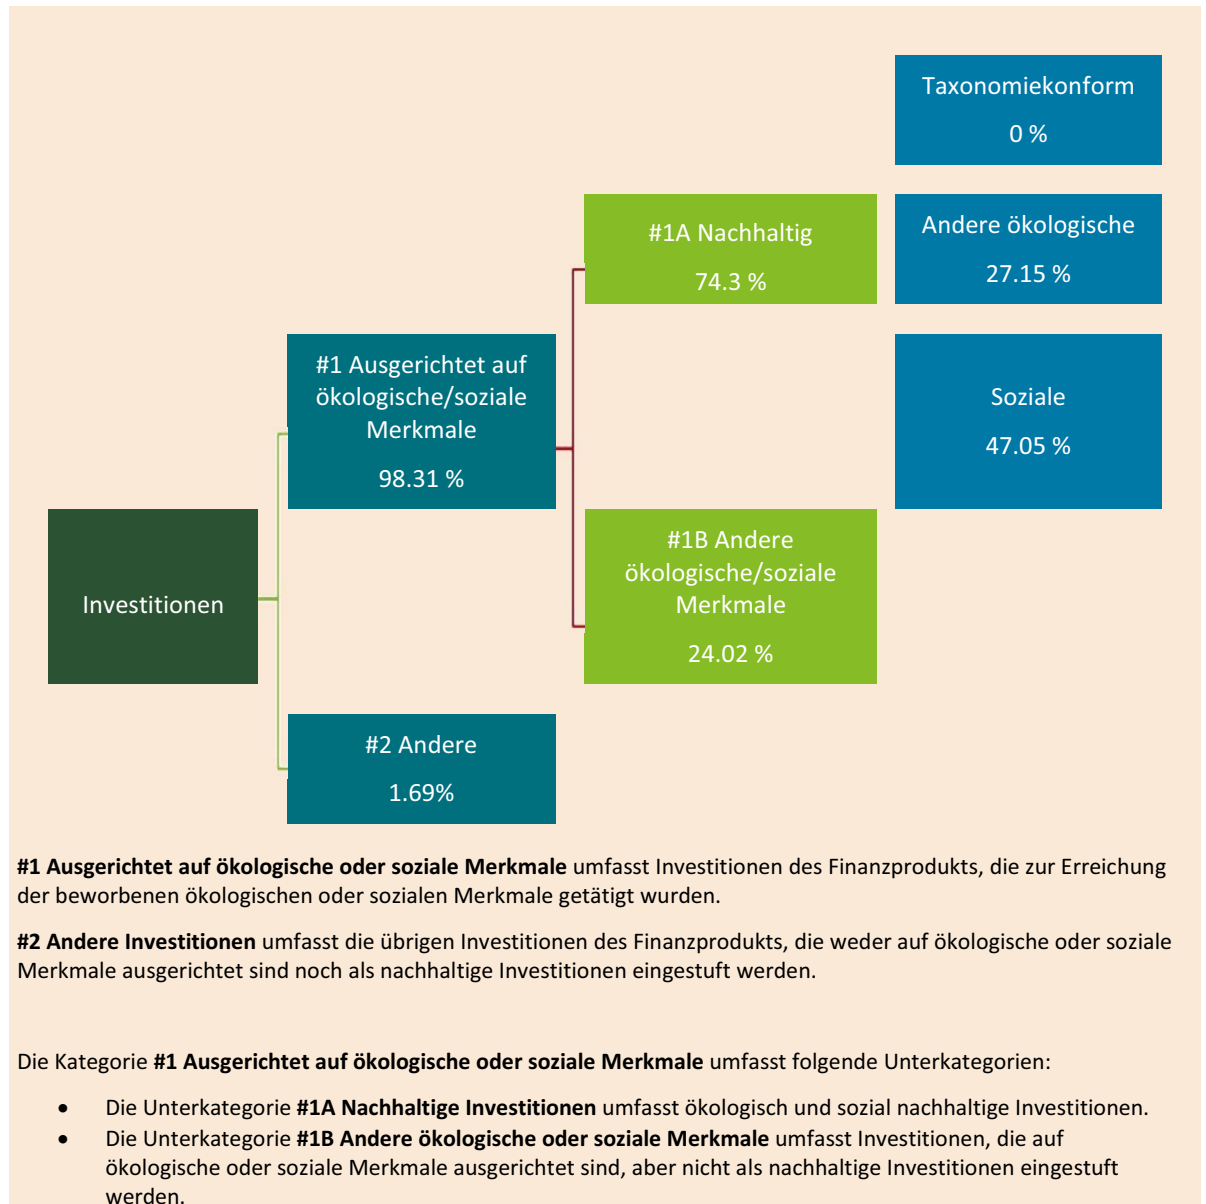 Taxonomiekonform
0 %
#1A Nachhaltig
74.3 %
Andere ökologische
27.15 %
#1 Ausgerichtet auf
ökologische/soziale
Merkmale
98.31 %
Soziale
47.05 %
Investitionen
#1B Andere
ökologische/soziale
Merkmale
24.02 %
#2 Andere
1.69%
#1 Ausgerichtet auf ökologische oder soziale Merkmale umfasst Investitionen des Finanzprodukts, die zur Erreichung
der beworbenen ökologischen oder sozialen Merkmale getätigt wurden.
#2 Andere Investitionen umfasst die übrigen Investitionen des Finanzprodukts, die weder auf ökologische oder soziale
Merkmale ausgerichtet sind noch als nachhaltige Investitionen eingestuft werden.
Die Kategorie #1 Ausgerichtet auf ökologische oder soziale Merkmale umfasst folgende Unterkategorien:
• Die Unterkategorie #1A Nachhaltige Investitionen umfasst ökologisch und sozial nachhaltige Investitionen.
• Die Unterkategorie #1B Andere ökologische oder soziale Merkmale umfasst Investitionen, die auf
ökologische oder soziale Merkmale ausgerichtet sind, aber nicht als nachhaltige Investitionen eingestuft
werden.